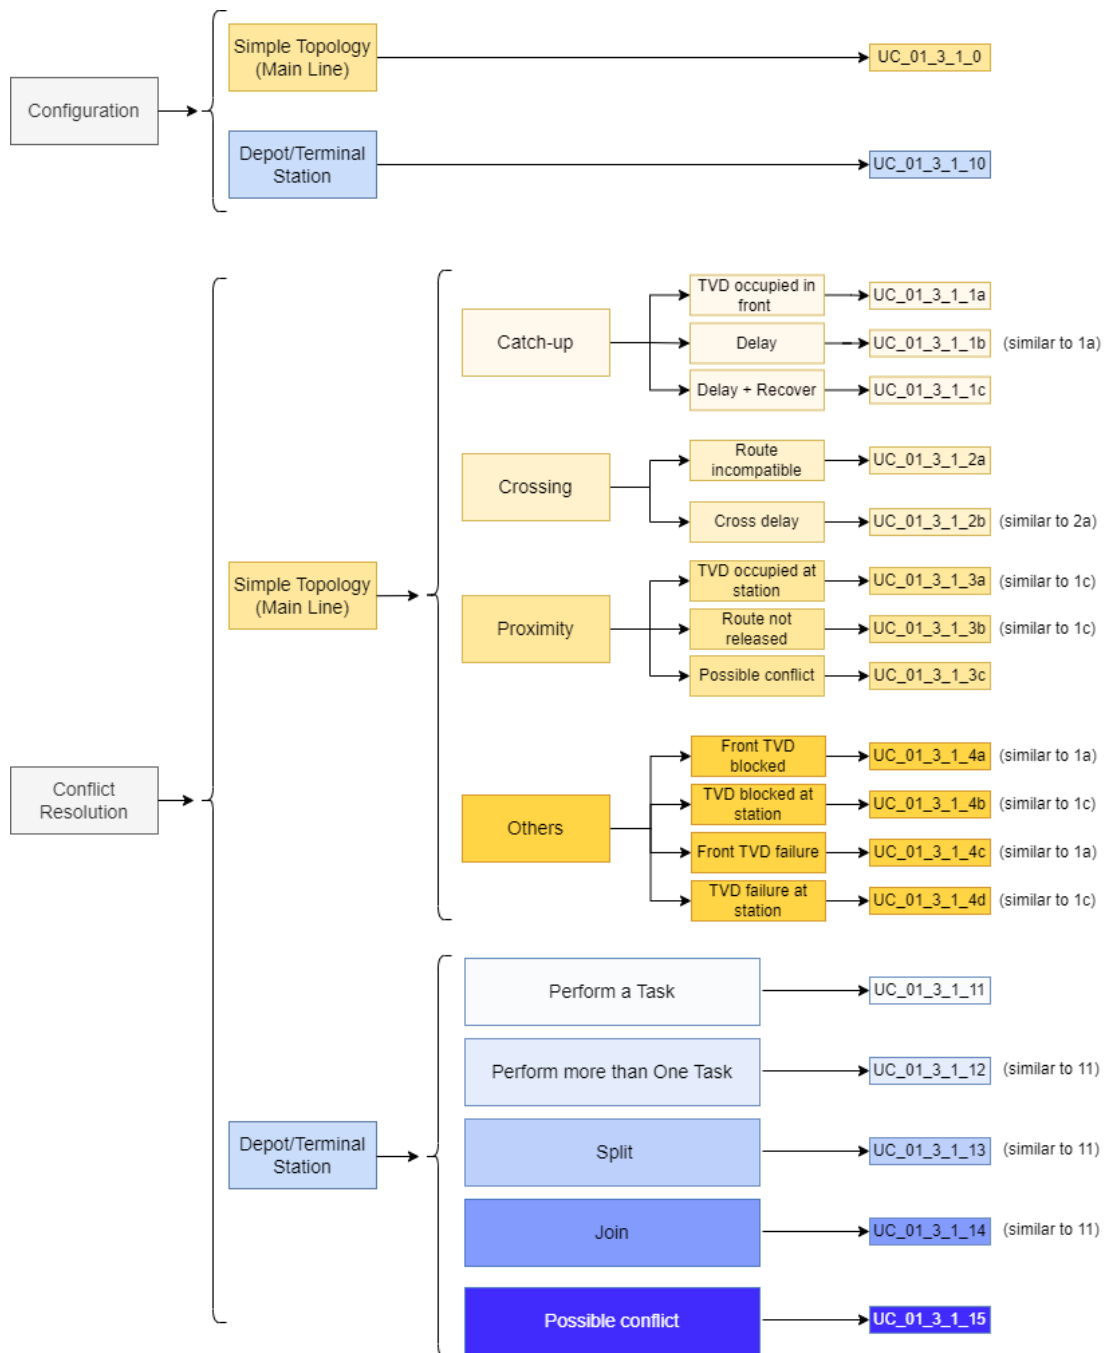 Simple Topology
(Main Line)
UC_01_3_1_0
Configuration
Depot/Terminal
Station
UC_01_3_1_10
Conflict
Resolution
Simple Topology
(Main Line)
Catch-up
TVD occupied in
front
UC_01_3_1_1a
Delay
UC_01_3_1_1b
(similar to 1a)
Delay + Recover
UC_01_3_1_1c
Crossing
Route
incompatible
UC_01_3_1_2a
Cross delay
UC_01_3_1_2b
(similar to 2a)
Proximity
TVD occupied at
station
UC_01_3_1_3a
(similar to 1c)
Route not
released
UC_01_3_1_3b
(similar to 1c)
Possible conflict
UC_01_3_1_3c
Others
Front TVD
blocked
UC_01_3_1_4a
(similar to 1a)
TVD blocked at
station
UC_01_3_1_4b
(similar to 1c)
Front TVD failure
UC_01_3_1_4c
(similar to 1a)
TVD failure at
station
UC_01_3_1_4d
(similar to 1c)
Depot/Terminal
Station
Perform a Task
UC_01_3_1_11
Perform more than One Task
UC_01_3_1_12
(similar to 11)
Split
UC_01_3_1_13
(similar to 11)
Join
UC_01_3_1_14
(similar to 11)
Possible conflict
UC_01_3_1_15